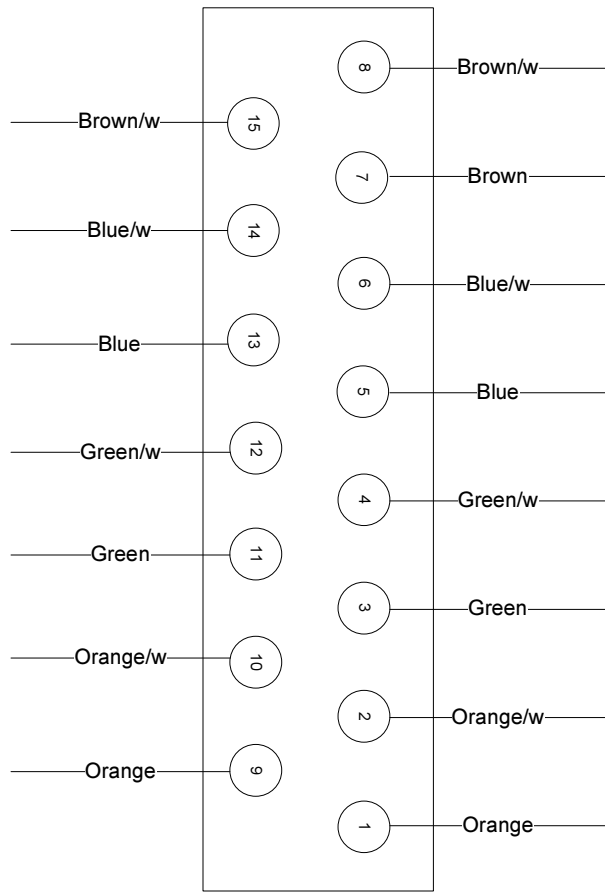 8 Brown/w
Brown/w 15
7 Brown
Blue/w 14
6 Blue/w
Blue 13
5 Blue
Green/w 12
4 Green/w
Green 11
3 Green
Orange/w 10
2 Orange/w
Orange 9
1 Orange